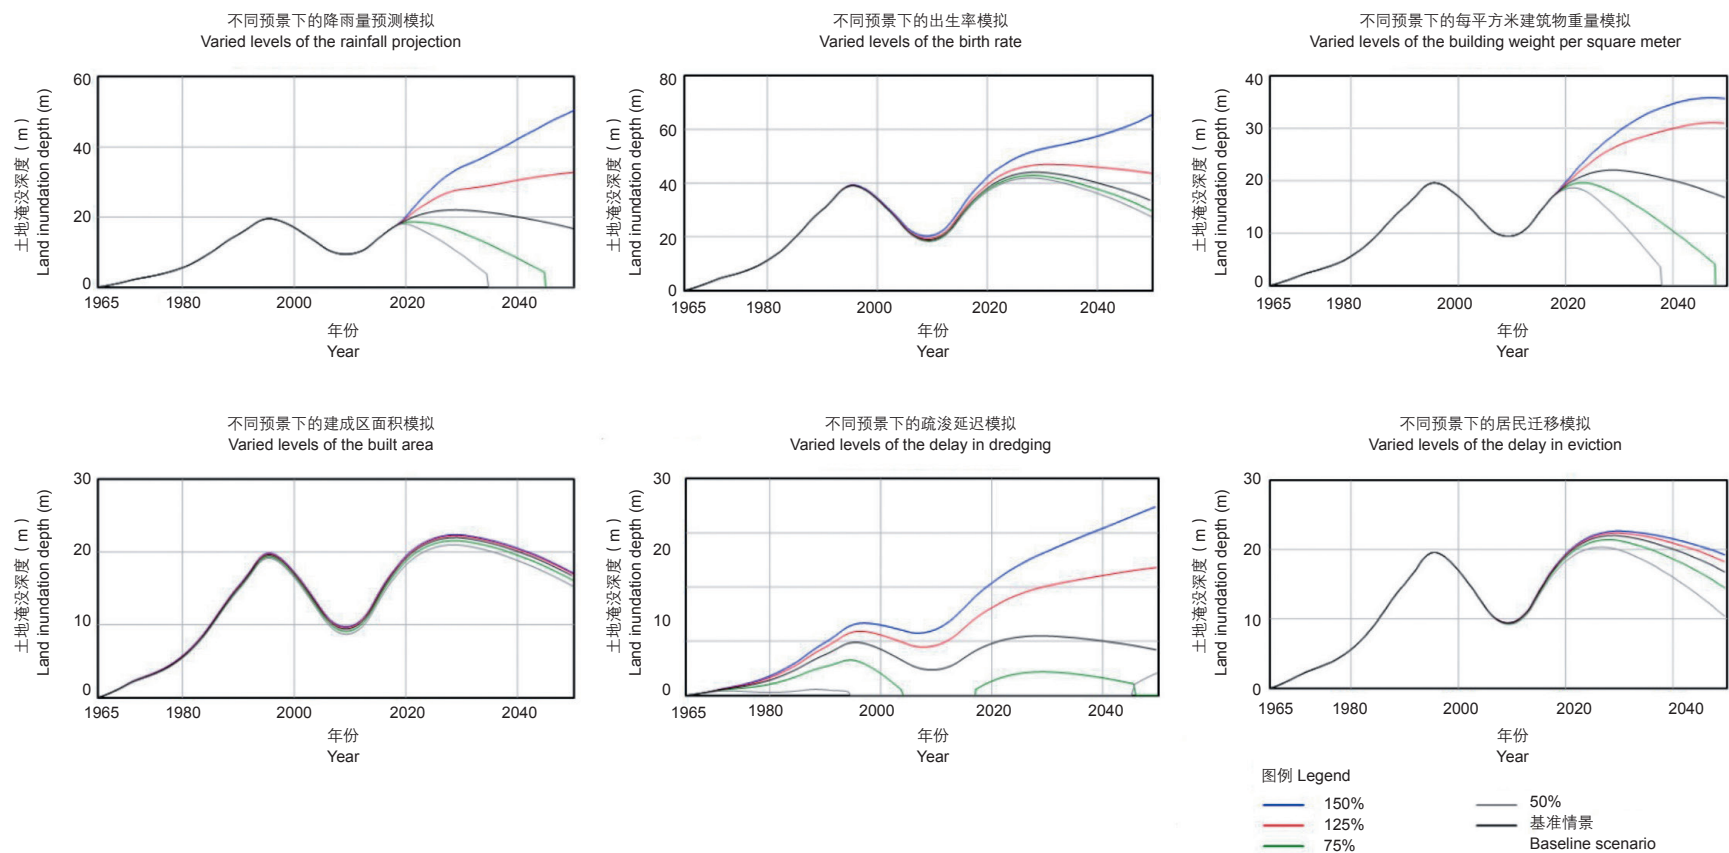 不同预景下的降雨量预测模拟
Varied levels of the rainfall projection
土地淹没深度（m）
Land inundation depth (m)
60
40
20
0
1965
1980
2000
2020
2040
年份
Year
不同预景下的出生率模拟
Varied levels of the birth rate
土地淹没深度（m）
Land inundation depth (m)
80
60
40
20
0
1965
1980
2000
2020
2040
年份
Year
不同预景下的每平方米建筑物重量模拟
Varied levels of the building weight per square meter
土地淹没深度（m）
Land inundation depth (m)
40
30
20
10
0
1965
1980
2000
2020
2040
年份
Year
不同预景下的建成区面积模拟
Varied levels of the built area
土地淹没深度（m）
Land inundation depth (m)
30
20
10
0
1965
1980
2000
2020
2040
年份
Year
不同预景下的疏浚延迟模拟
Varied levels of the delay in dredging
土地淹没深度（m）
Land inundation depth (m)
30
20
10
0
1965
1980
2000
2020
2040
年份
Year
不同预景下的居民迁移模拟
Varied levels of the delay in eviction
土地淹没深度（m）
Land inundation depth (m)
30
20
10
0
1965
1980
2000
2020
2040
年份
Year
图例 Legend
150%
125%
75%
50%
基准情景
Baseline scenario